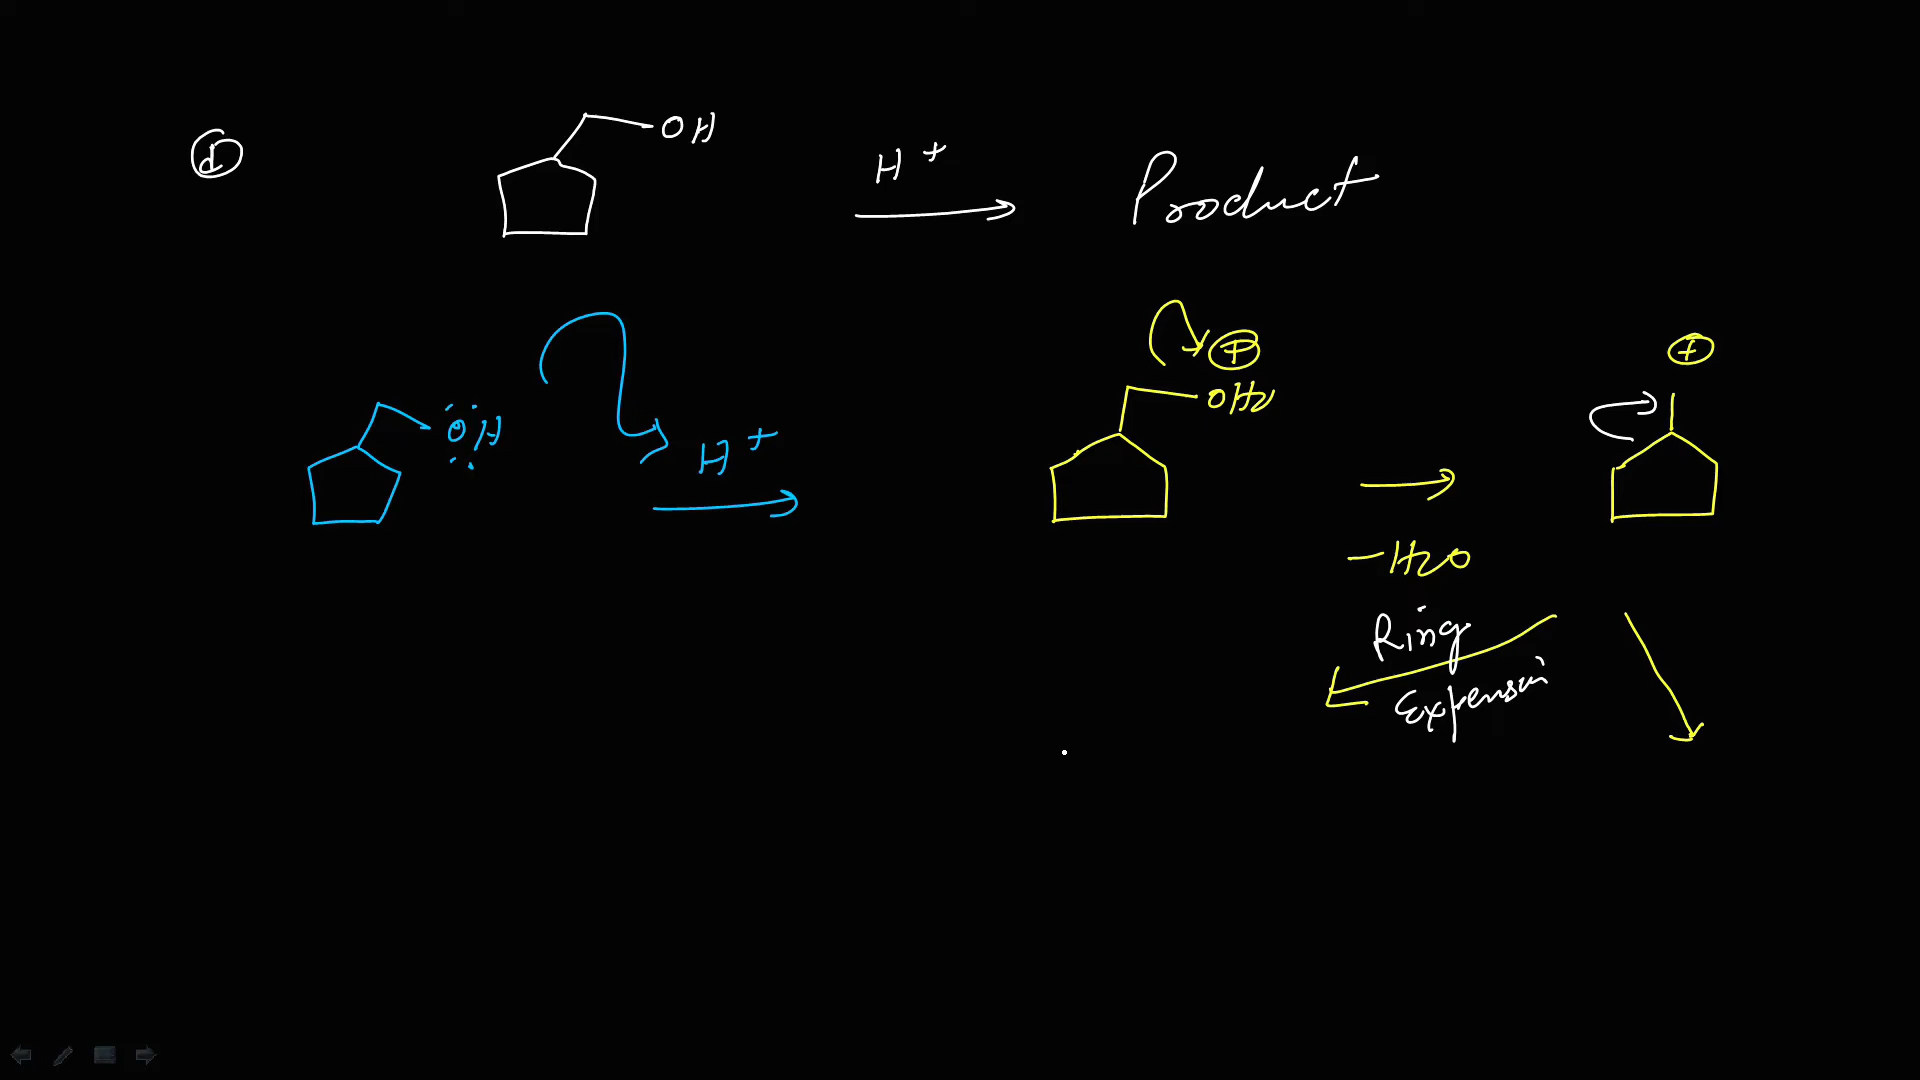 d
OH
H+
Product
OH
H+
+
OH2
+
-H2O
Ring
Expension